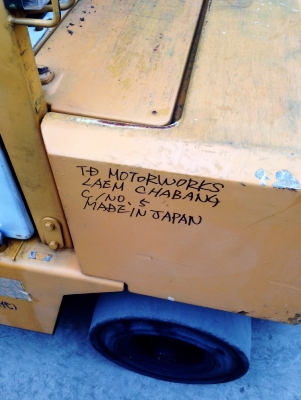 TD MOTORWORKS
LAEM CHABANG
C/NO. 5
MADE IN JAPAN